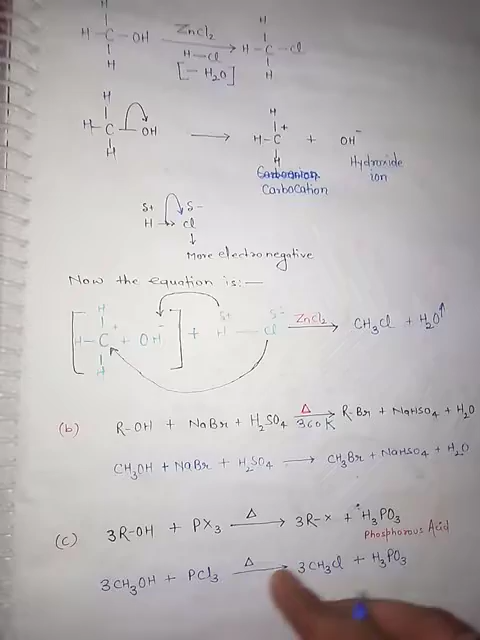 H
H-C-OH ZnCl₂ H-C-Cl
H-Cl
H [-H₂O] H
H H
H-C-OH ⟶ H-C⁺ + OH⁻
H H Hydroxide
ion
Carbocation
δ+ δ-
H →→ Cl
↓
More electronegative
Now the equation is:—
[H-C⁺ + OH⁻] + H — Cl ZnCl₂ ⟶ CH₃Cl + H₂O↑
H H δ+ δ-
(b) R-OH + NaBr + H₂SO₄ Δ ⟶ 360K R-Br + NaHSO₄ + H₂O
CH₃OH + NaBr + H₂SO₄ ⟶ CH₃Br + NaHSO₄ + H₂O
(c) 3R-OH + PX₃ Δ ⟶ 3R-x + H₃PO₃
Phosphorous Acid
3CH₃OH + PCl₃ Δ ⟶ 3CH₃Cl + H₃PO₃